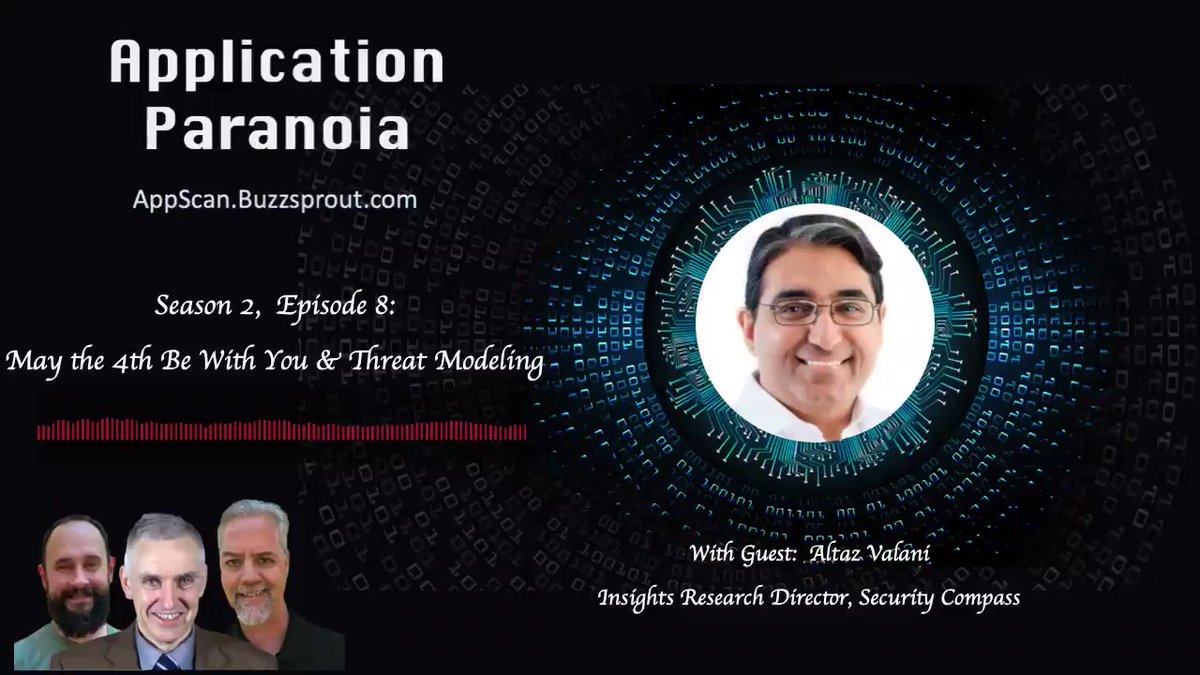 Application
Paranoia
AppScan.Buzzsprout.com
Season 2, Episode 8:
May the 4th Be With You & Threat Modeling
With Guest: Altaz Valani
Insights Research Director, Security Compass